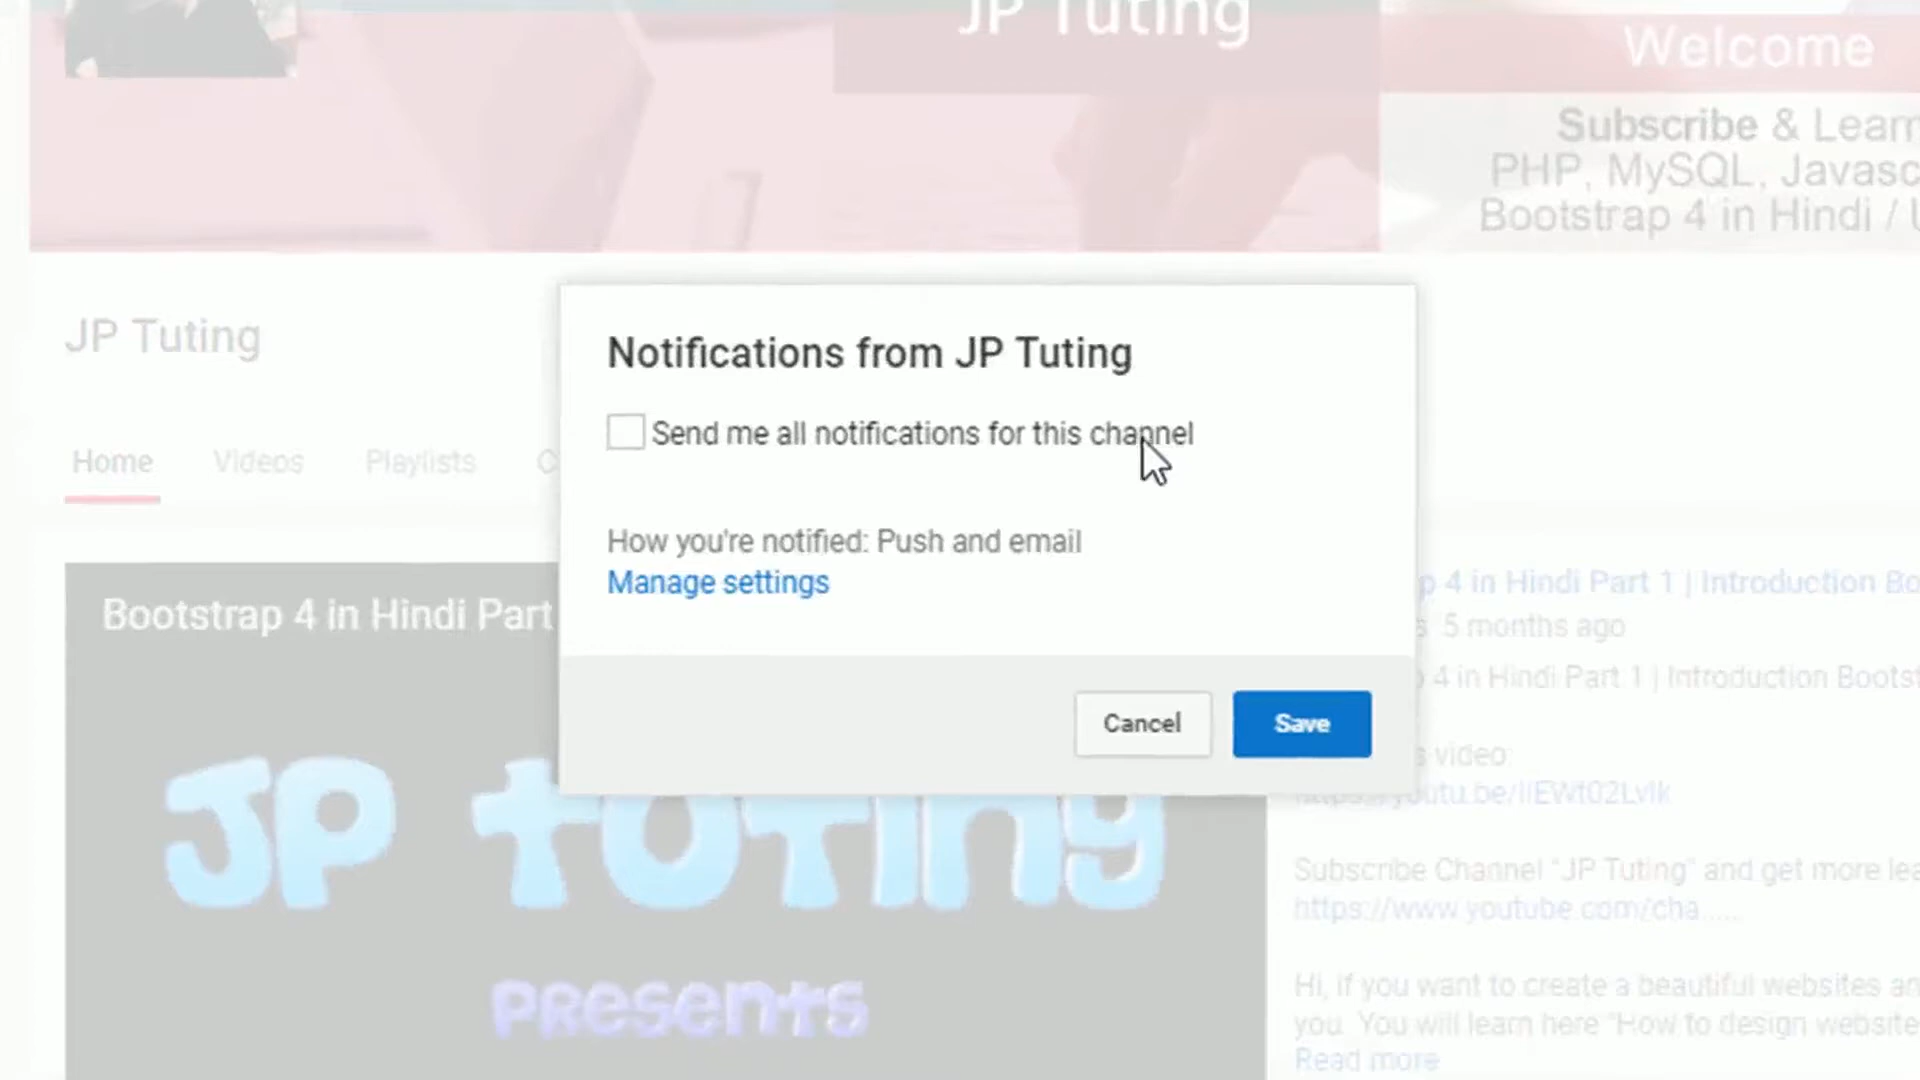 JP Tuting
Welcome
Subscribe & Learn
PHP, MySQL, Javasc
Bootstrap 4 in Hindi /
JP Tuting
Home
Videos
Playlists
Notifications from JP Tuting
Send me all notifications for this channel
How you're notified: Push and email
Manage settings
Cancel
Save
Bootstrap 4 in Hindi Part
JP Tuting
presents
p 4 in Hindi Part 1 | Introduction Bo
s 5 months ago
4 in Hindi Part 1 | Introduction Bootst
s video
Subscribe Channel "JP Tuting" and get more lea
https://www.youtube.com/cha.....
Hi, if you want to create a beautiful websites an
you. You will learn here "How to design website
Read more